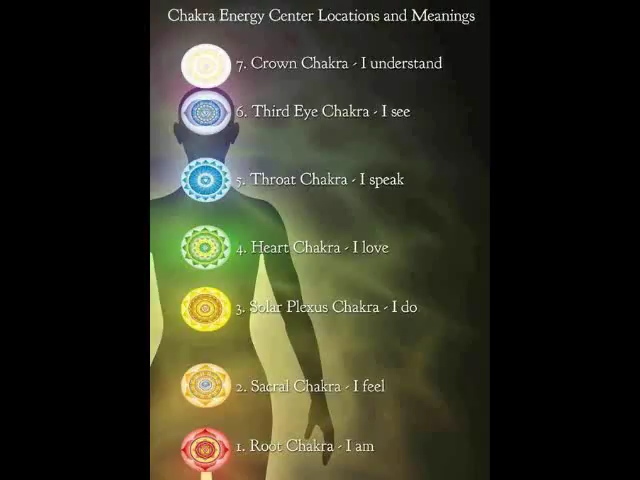 Chakra Energy Center Locations and Meanings
7. Crown Chakra - I understand
6. Third Eye Chakra - I see
5. Throat Chakra - I speak
4. Heart Chakra - I love
3. Solar Plexus Chakra - I do
2. Sacral Chakra - I feel
1. Root Chakra - I am